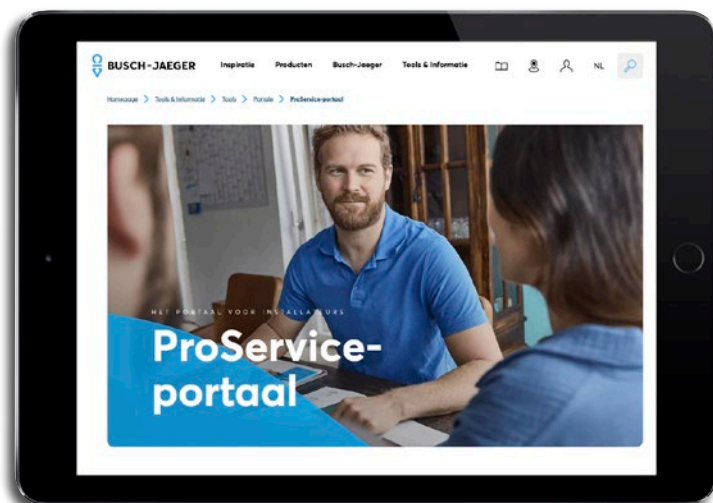 BUSCH-JAEGER
Inspiratie Producten Busch-Jaeger Tools & Informatie NL
Homepage > Tools & Informatie > Tools > Portale > ProService-portaal
HET PORTAAL VOOR INSTALLATEURS
ProService-
portaal